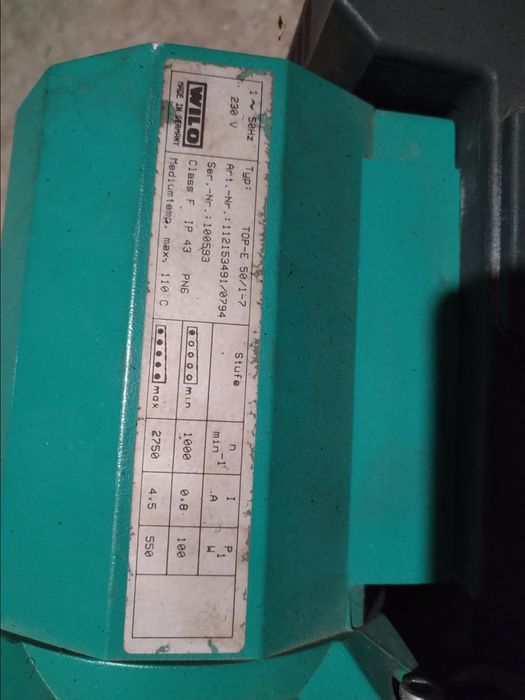 1 ~ 50Hz
230 V
WILO
MADE IN GERMANY
Typ: TOP-E 50/1-7
Art.-Nr.:112153491/0794
Ser.-Nr.:100593
Class F IP 43 PN6
Mediumtemp. max. 110°C
Stufe n min-1 I A P1 W
min 1000 0,8 100
max 2750 4.5 550